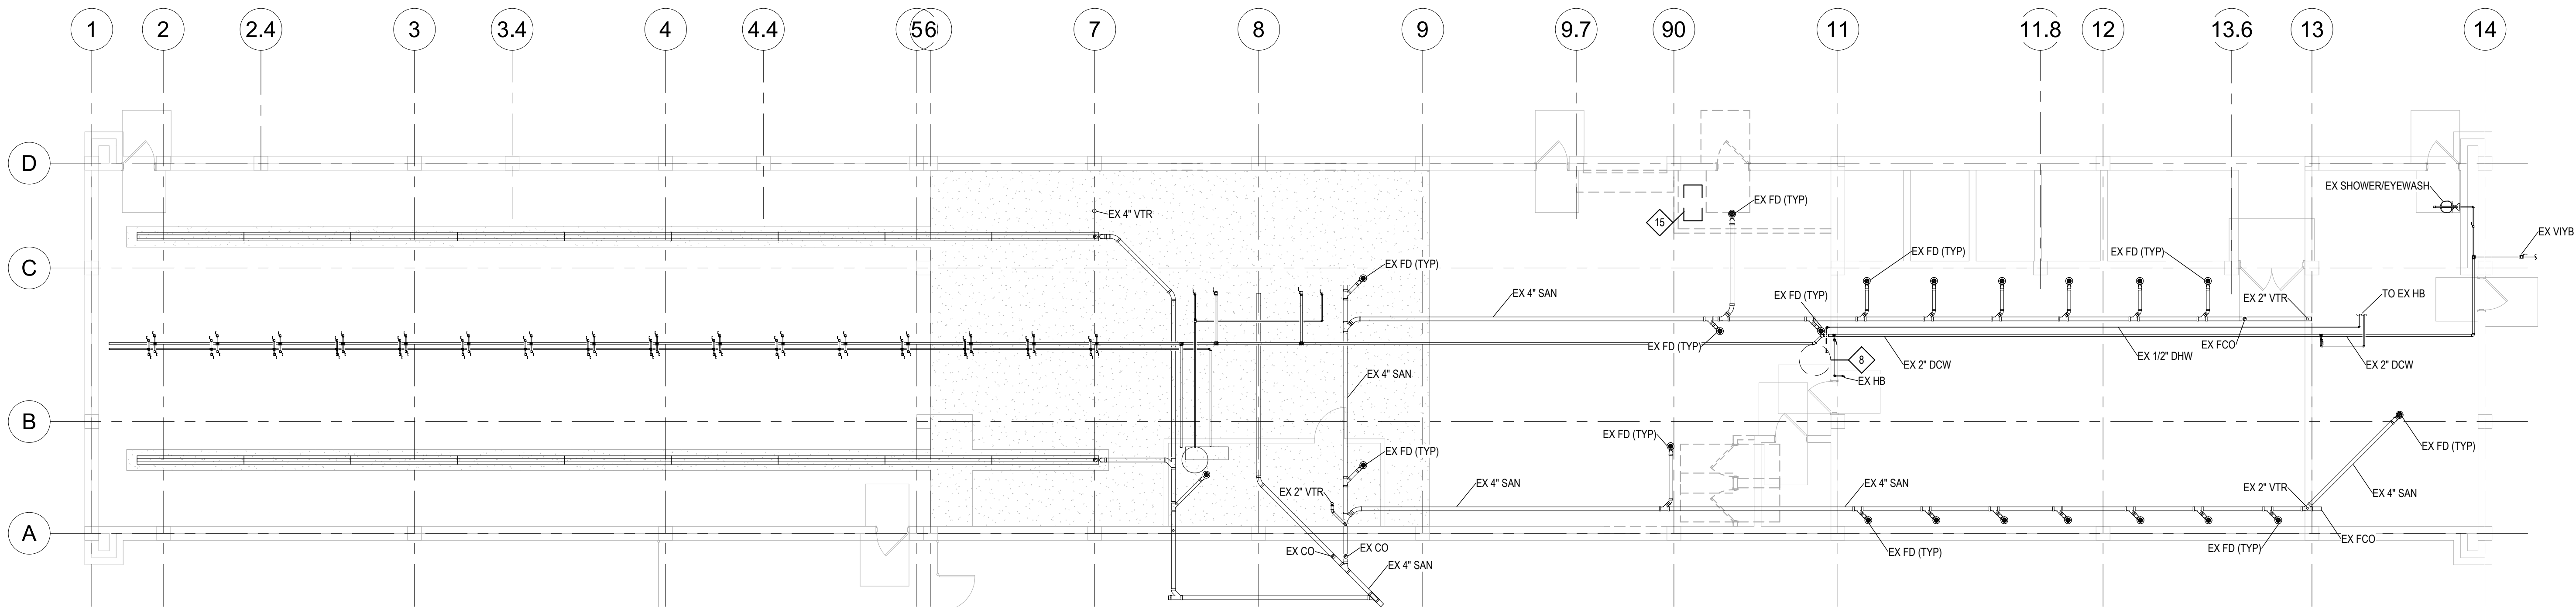 1 2 2.4 3 3.4 4 4.4 5 6 7 8 9 9.7 90 11 11.8 12 13.6 13 14
D
EX SHOWER/EYEWASH
EX FD (TYP)
EX 4" VTR
15
EX VIYB
EX FD (TYP)
EX FD (TYP)
EX FD (TYP)
C
EX 4" SAN
EX FD (TYP)
EX 2" VTR
TO EX HB
EX FD (TYP)
EX FCO
EX 1/2" DHW
8
EX 2" DCW
EX 2" DCW
EX 4" SAN
EX HB
B
EX FD (TYP)
EX FD (TYP)
EX FD (TYP)
EX 4" SAN
EX 4" SAN
EX 2" VTR
EX 2" VTR
EX 4" SAN
A
EX FCO
EX CO
EX CO
EX FD (TYP)
EX FD (TYP)
EX 4" SAN